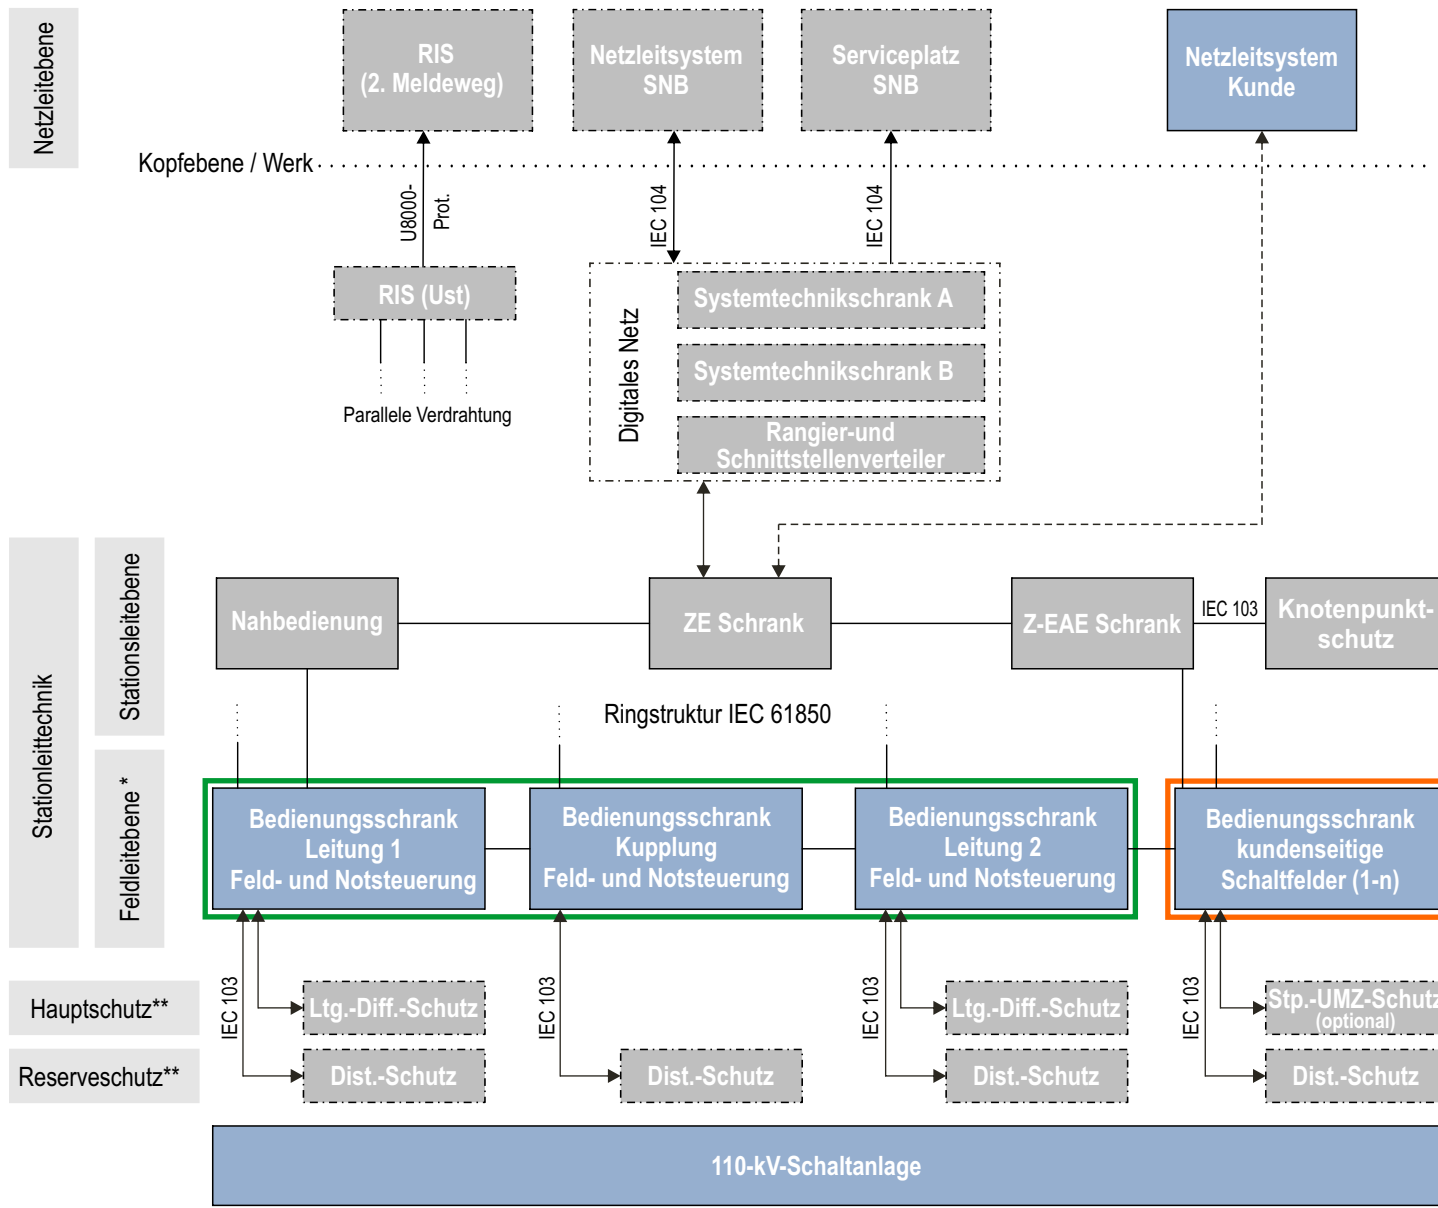 Netzleitebene
RIS
(2. Meldeweg)
Netzleitsystem
SNB
Serviceplatz
SNB
Netzleitsystem
Kunde
Kopfebene / Werk
U8000-
Prot.
IEC 104
IEC 104
RIS (Ust)
Parallele Verdrahtung
Digitales Netz
Systemtechnikschrank A
Systemtechnikschrank B
Rangier-und
Schnittstellenverteiler
Stationleittechnik
Stationsleitebene
Nahbedienung
ZE Schrank
Z-EAE Schrank
IEC 103
Knotenpunkt-
schutz
Ringstruktur IEC 61850
Feldleitebene *
Bedienungsschrank
Leitung 1
Feld- und Notsteuerung
Bedienungsschrank
Kupplung
Feld- und Notsteuerung
Bedienungsschrank
Leitung 2
Feld- und Notsteuerung
Bedienungsschrank
kundenseitige
Schaltfelder (1-n)
Hauptschutz**
IEC 103
Ltg.-Diff.-Schutz
IEC 103
IEC 103
Ltg.-Diff.-Schutz
IEC 103
Stp.-UMZ-Schutz
(optional)
Reserveschutz**
Dist.-Schutz
Dist.-Schutz
Dist.-Schutz
Dist.-Schutz
110-kV-Schaltanlage